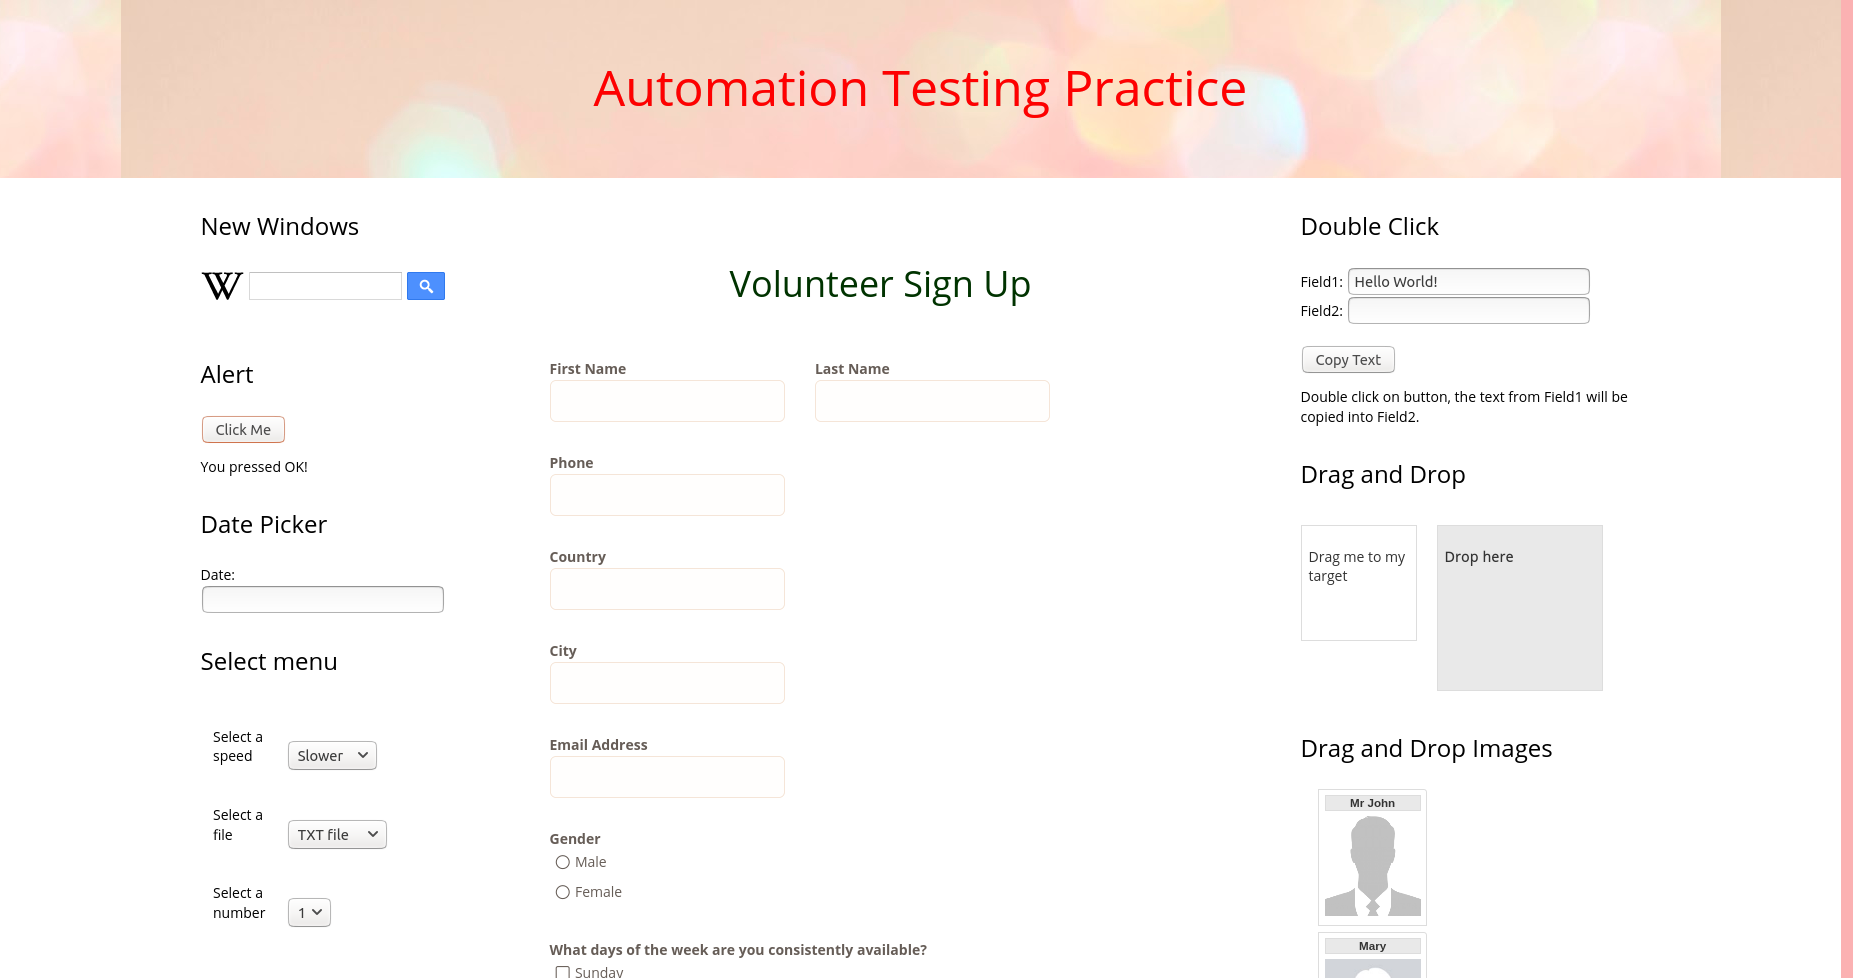 Automation Testing Practice
New Windows
W
Alert
Click Me
You pressed OK!
Date Picker
Date:
Select menu
Select a
speed
Slower
Select a
file
TXT file
Select a
number
1
Volunteer Sign Up
First Name
Last Name
Phone
Country
City
Email Address
Gender
Male
Female
What days of the week are you consistently available?
Sunday
Double Click
Field1: Hello World!
Field2:
Copy Text
Double click on button, the text from Field1 will be
copied into Field2.
Drag and Drop
Drag me to my
target
Drop here
Drag and Drop Images
Mr John
Mary